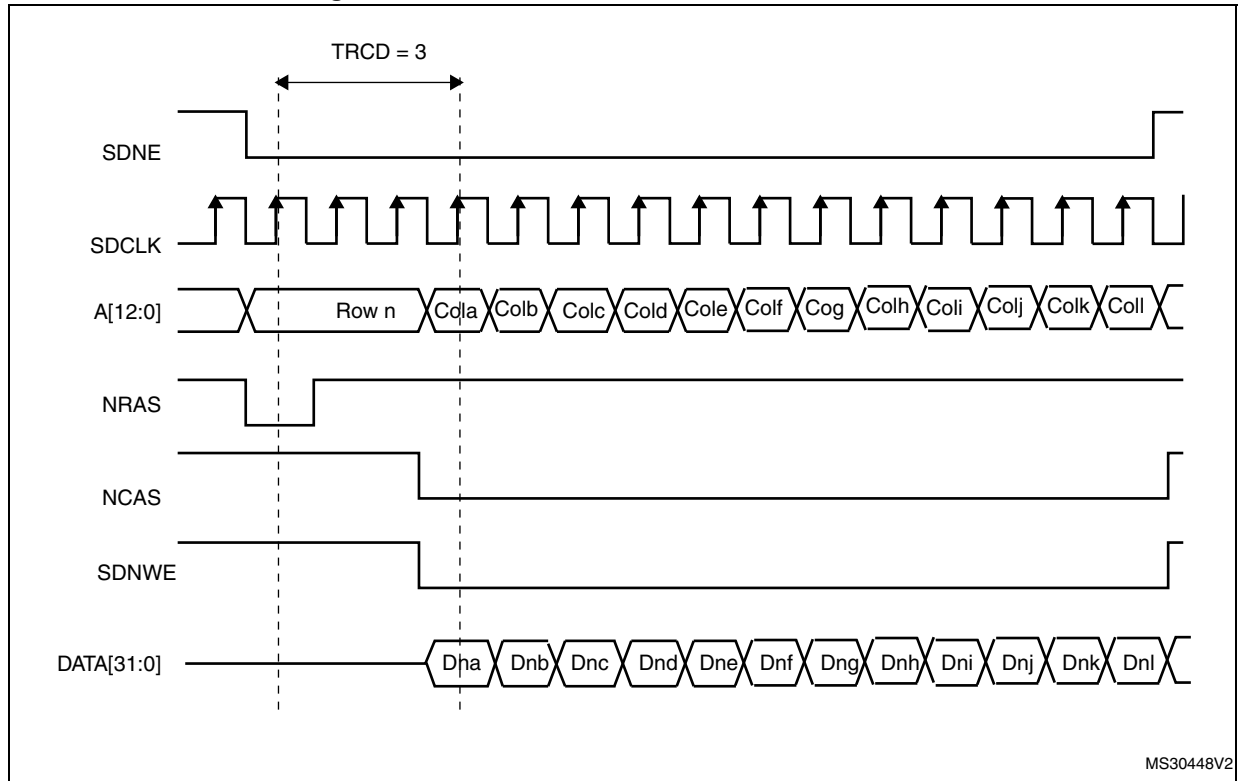 TRCD = 3
SDNE
SDCLK
A[12:0] Row n Cola Colb Colc Cold Cole Colf Cog Colh Coli Colj Colk Coll
NRAS
NCAS
SDNWE
DATA[31:0] Dna Dnb Dnc Dnd Dne Dnf Dng Dnh Dni Dnj Dnk Dnl
MS30448V2